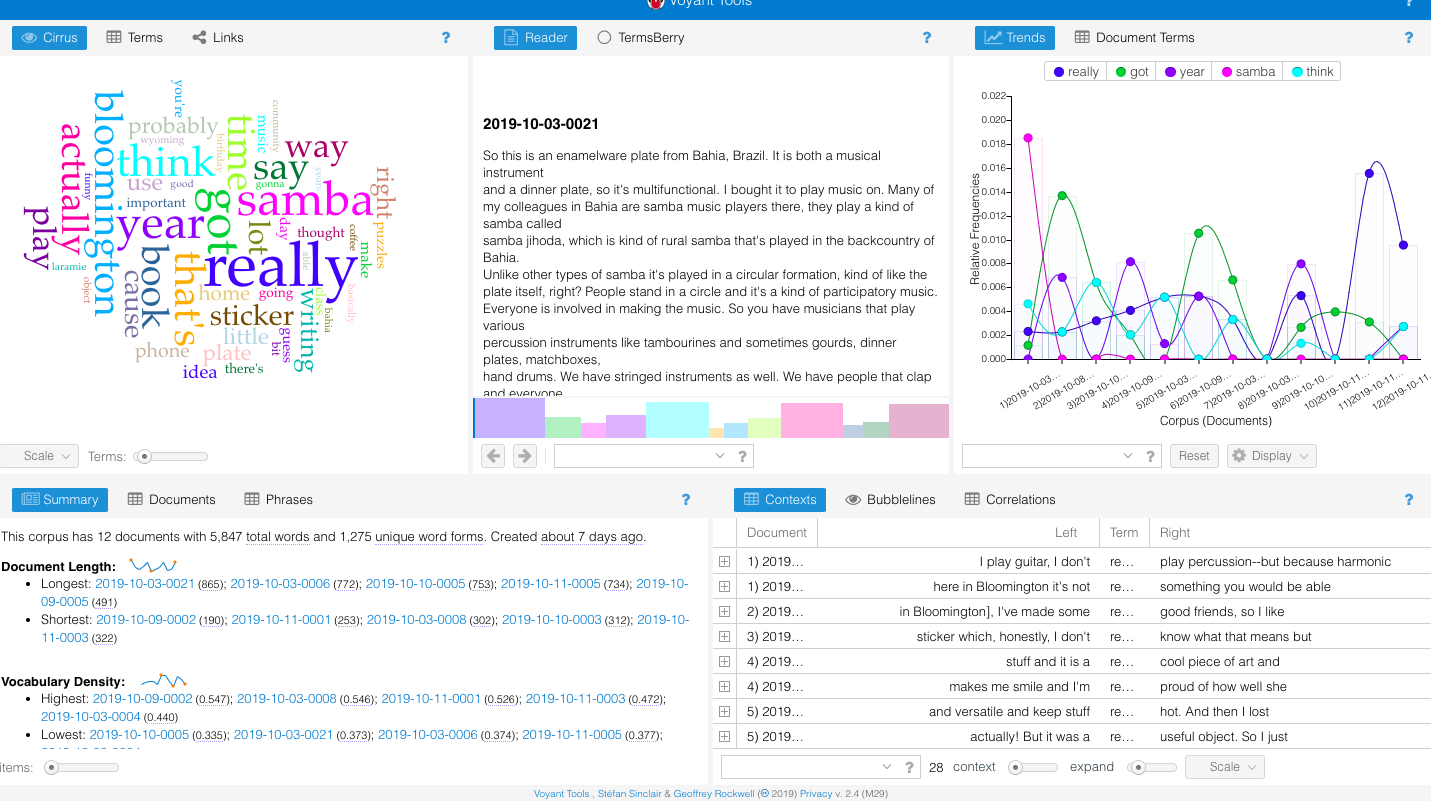 Voyant Tools ?
Cirrus Terms Links ?
Reader TermsBerry ?
Trends Document Terms ?
you're
community
blooming­ton
probably
time
music
actually
wyoming
birthday
way
think
say
funny
use
good
gonna
years
right
important
samba
play
year
got
lot
day
thought
coffee
puzzles
laramie
book
that's
really
able
make
object
cause
home
going
class
basically
sticker
writing
bahia
little
guess
phone
plate
bit
idea
there's
Scale Terms:
2019-10-03-0021
So this is an enamelware plate from Bahia, Brazil. It is both a musical
instrument
and a dinner plate, so it's multifunctional. I bought it to play music on. Many of
my colleagues in Bahia are samba music players there, they play a kind of
samba called
samba jihoda, which is kind of rural samba that's played in the backcountry of
Bahia.
Unlike other types of samba it's played in a circular formation, kind of like the
plate itself, right? People stand in a circle and it's a kind of participatory music.
Everyone is involved in making the music. So you have musicians that play
various
percussion instruments like tambourines and sometimes gourds, dinner
plates, matchboxes,
hand drums. We have stringed instruments as well. We have people that clap
and everyone
?
really got year samba think
0.022
0.020
0.018
0.016
0.014
0.012
0.010
0.008
0.006
0.004
0.002
0.000
Relative Frequencies
1)2019-10-03…
2)2019-10-08…
3)2019-10-10…
4)2019-10-09…
5)2019-10-03…
6)2019-10-09…
7)2019-10-03…
8)2019-10-03…
9)2019-10-10…
10)2019-10-11…
11)2019-10-11…
12)2019-10-11…
Corpus (Documents)
? Reset Display
Summary Documents Phrases ?
This corpus has 12 documents with 5,847 total words and 1,275 unique word forms. Created about 7 days ago.
Document Length:
Longest: 2019-10-03-0021 (865); 2019-10-03-0006 (772); 2019-10-10-0005 (753); 2019-10-11-0005 (734); 2019-10-
09-0005 (491)
Shortest: 2019-10-09-0002 (190); 2019-10-11-0001 (253); 2019-10-03-0008 (302); 2019-10-10-0003 (312); 2019-10-
11-0003 (322)
Vocabulary Density:
Highest: 2019-10-09-0002 (0.547); 2019-10-03-0008 (0.546); 2019-10-11-0001 (0.526); 2019-10-11-0003 (0.472);
2019-10-03-0004 (0.440)
Lowest: 2019-10-10-0005 (0.335); 2019-10-03-0021 (0.373); 2019-10-03-0006 (0.374); 2019-10-11-0005 (0.377);
items:
Contexts Bubblelines Correlations ?
Document Left Term Right
1) 2019… I play guitar, I don't re… play percussion--but because harmonic
1) 2019… here in Bloomington it's not re… something you would be able
2) 2019… in Bloomington], I've made some re… good friends, so I like
3) 2019… sticker which, honestly, I don't re… know what that means but
4) 2019… stuff and it is a re… cool piece of art and
4) 2019… makes me smile and I'm re… proud of how well she
5) 2019… and versatile and keep stuff re… hot. And then I lost
5) 2019… actually! But it was a re… useful object. So I just
? 28 context expand Scale
Voyant Tools , Stéfan Sinclair & Geoffrey Rockwell (2019) Privacy v. 2.4 (M29)